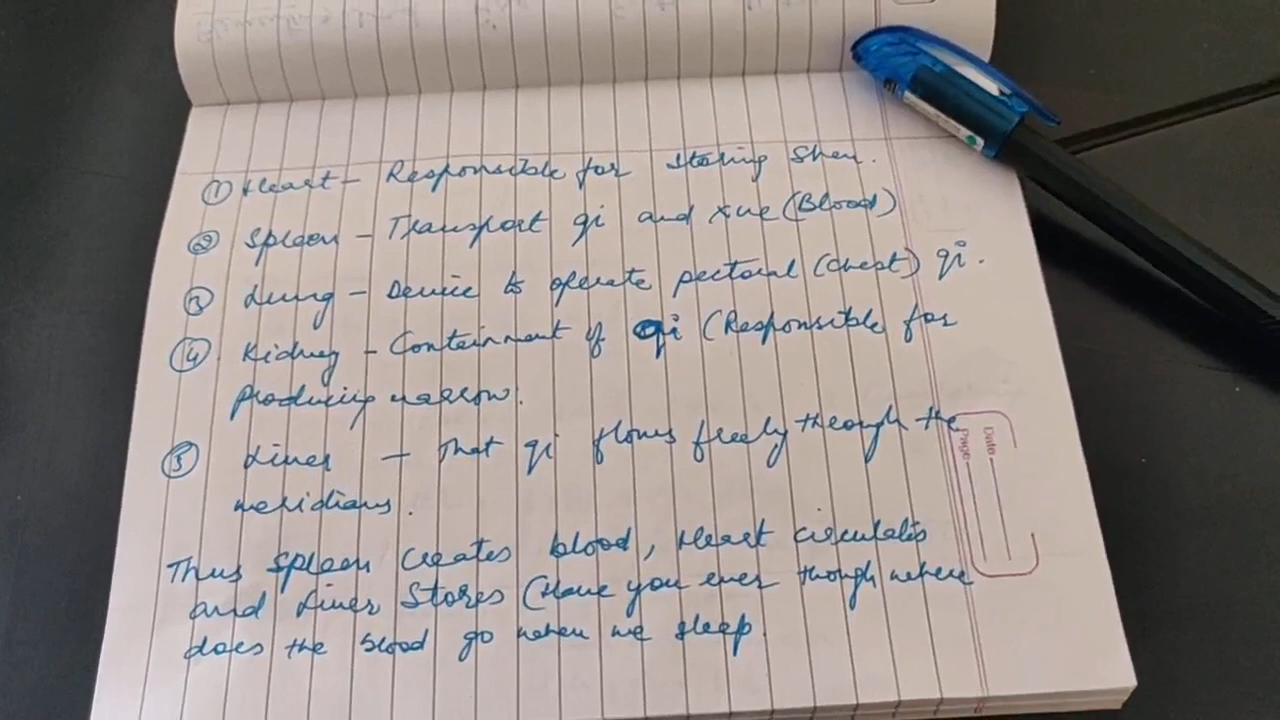 ① Heart - Responsible for storing Shen.
② Spleen - Transport qi and Xue (Blood)
③ Lung - Device to operate pectoral (chest) qi.
④ Kidney - Containment of qi (Responsible for
producing marrow.
⑤ Liver - That qi flows freely through the
meridians.
Thus spleen creates blood, Heart circulates
and Liver Stores (Have you ever though where
does the blood go when we sleep
Date
Page